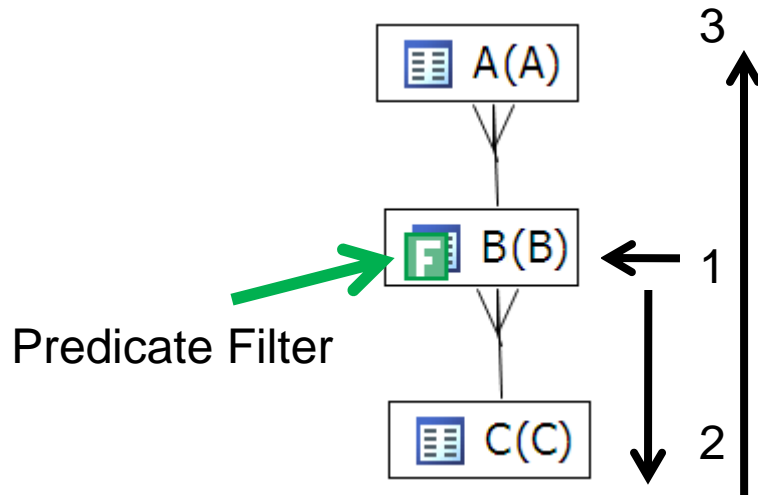 3
A(A)
F B(B)
1
Predicate Filter
C(C)
2